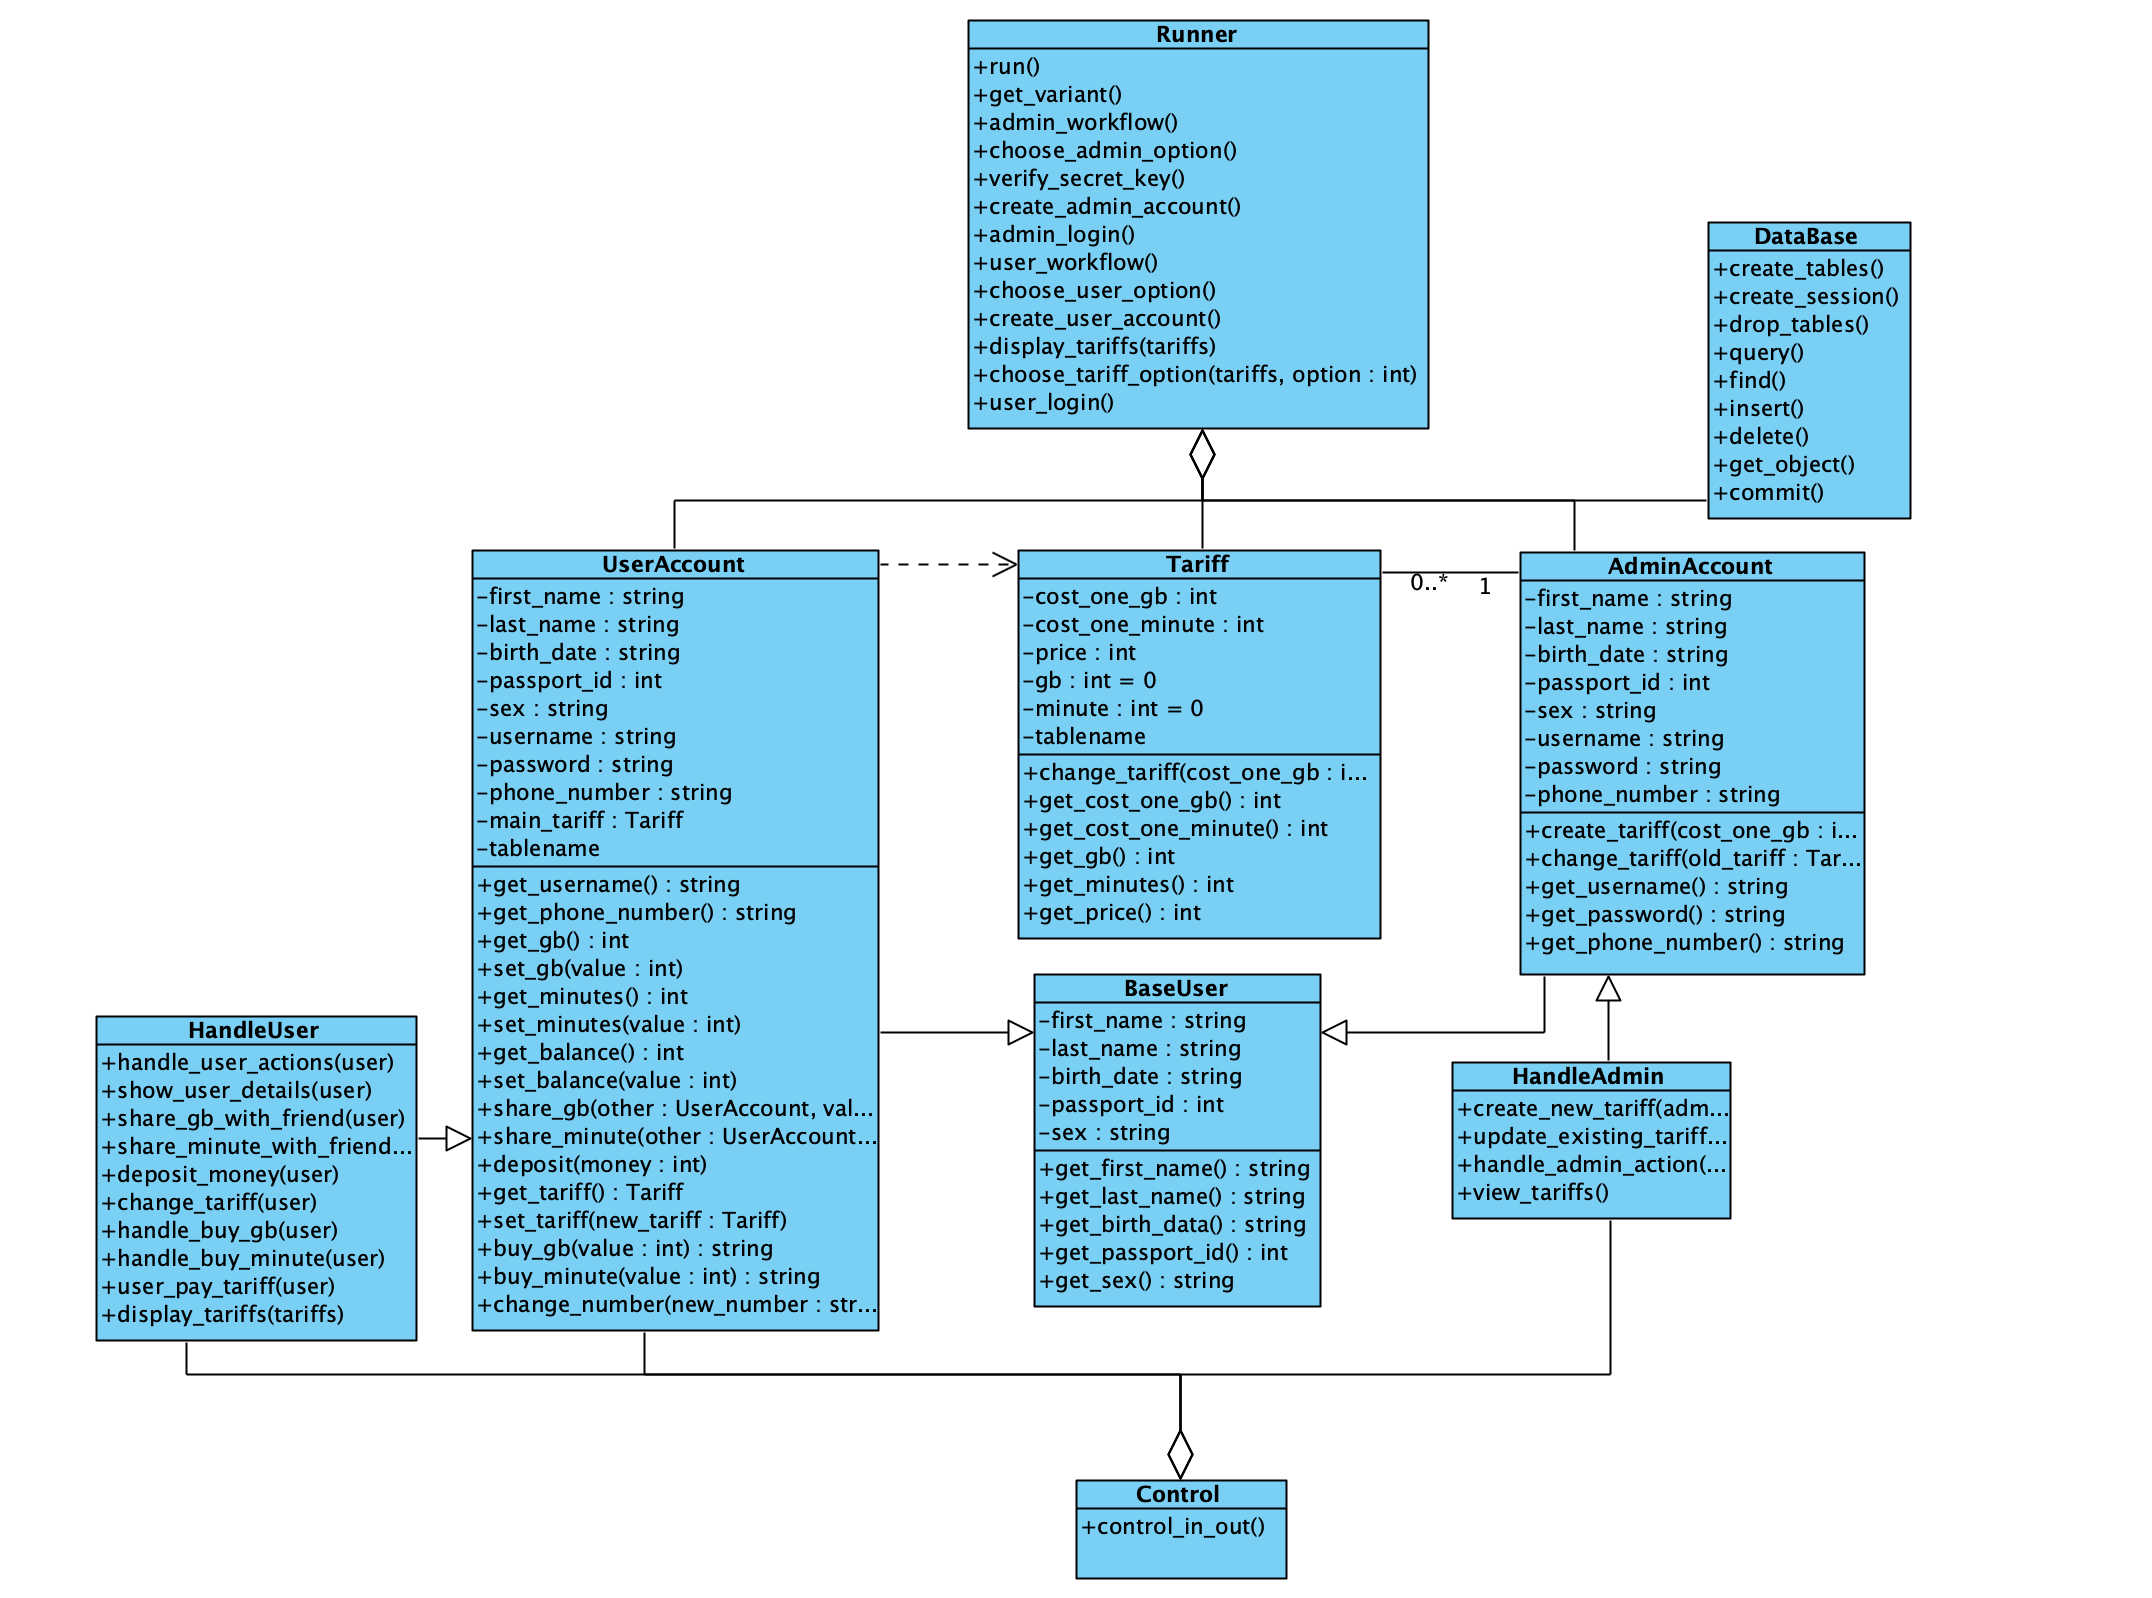 Runner
+run()
+get_variant()
+admin_workflow()
+choose_admin_option()
+verify_secret_key()
+create_admin_account()
+admin_login()
+user_workflow()
+choose_user_option()
+create_user_account()
+display_tariffs(tariffs)
+choose_tariff_option(tariffs, option : int)
+user_login()
DataBase
+create_tables()
+create_session()
+drop_tables()
+query()
+find()
+insert()
+delete()
+get_object()
+commit()
UserAccount
-first_name : string
-last_name : string
-birth_date : string
-passport_id : int
-sex : string
-username : string
-password : string
-phone_number : string
-main_tariff : Tariff
-tablename
+get_username() : string
+get_phone_number() : string
+get_gb() : int
+set_gb(value : int)
+get_minutes() : int
+set_minutes(value : int)
+get_balance() : int
+set_balance(value : int)
+share_gb(other : UserAccount, val...
+share_minute(other : UserAccount...
+deposit(money : int)
+get_tariff() : Tariff
+set_tariff(new_tariff : Tariff)
+buy_gb(value : int) : string
+buy_minute(value : int) : string
+change_number(new_number : str...
Tariff
-cost_one_gb : int
-cost_one_minute : int
-price : int
-gb : int = 0
-minute : int = 0
-tablename
+change_tariff(cost_one_gb : i...
+get_cost_one_gb() : int
+get_cost_one_minute() : int
+get_gb() : int
+get_minutes() : int
+get_price() : int
0..* 1
AdminAccount
-first_name : string
-last_name : string
-birth_date : string
-passport_id : int
-sex : string
-username : string
-password : string
-phone_number : string
+create_tariff(cost_one_gb : i...
+change_tariff(old_tariff : Tar...
+get_username() : string
+get_password() : string
+get_phone_number() : string
BaseUser
-first_name : string
-last_name : string
-birth_date : string
-passport_id : int
-sex : string
+get_first_name() : string
+get_last_name() : string
+get_birth_data() : string
+get_passport_id() : int
+get_sex() : string
HandleUser
+handle_user_actions(user)
+show_user_details(user)
+share_gb_with_friend(user)
+share_minute_with_friend...
+deposit_money(user)
+change_tariff(user)
+handle_buy_gb(user)
+handle_buy_minute(user)
+user_pay_tariff(user)
+display_tariffs(tariffs)
HandleAdmin
+create_new_tariff(adm...
+update_existing_tariff...
+handle_admin_action(...
+view_tariffs()
Control
+control_in_out()